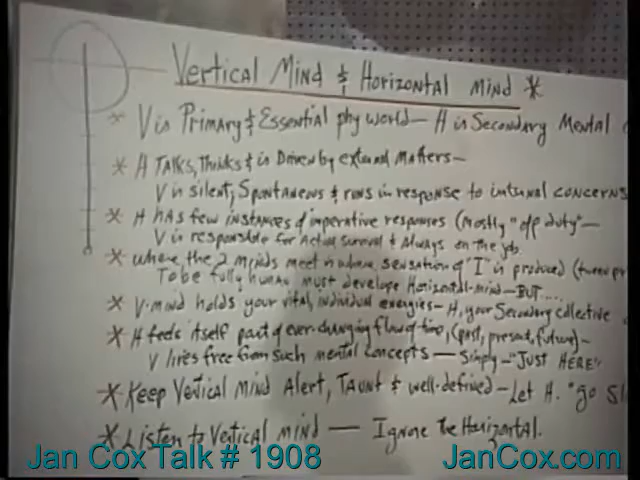 Vertical Mind & Horizontal Mind *
* V is Primary & Essential phy world — H is Secondary Mental
* H Talks, Thinks & is Driven by external Matters —
V is silent, Spontaneous & runs in response to internal concerns
* H has few instances of imperative responses (mostly "off duty" —
V is responsible for Actual Survival & Always on the job.
* where the 2 minds meet is where sensation of "I" is produced
To be fully human must develop Horizontal-mind — BUT....
* V-mind holds your vital, individual energies — H, your Secondary collective
* H feels itself part of ever-changing flow of time, (past, present, future) —
V lives free from such mental concepts — Simply — "JUST HERE"
* Keep Vertical Mind Alert, Taunt & well-defined — Let H. "go
* Listen to Vertical mind — Ignore the Horizontal.
Jan Cox Talk # 1908 JanCox.com